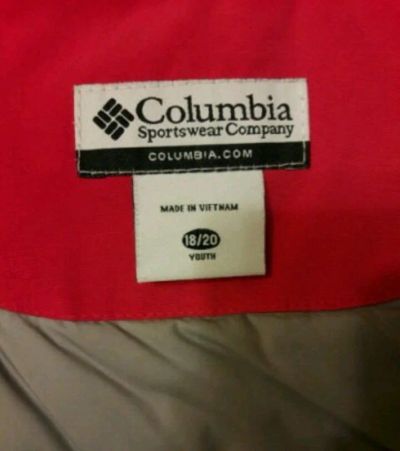 Columbia
Sportswear Company
COLUMBIA.COM
MADE IN VIETNAM
18/20
YOUTH